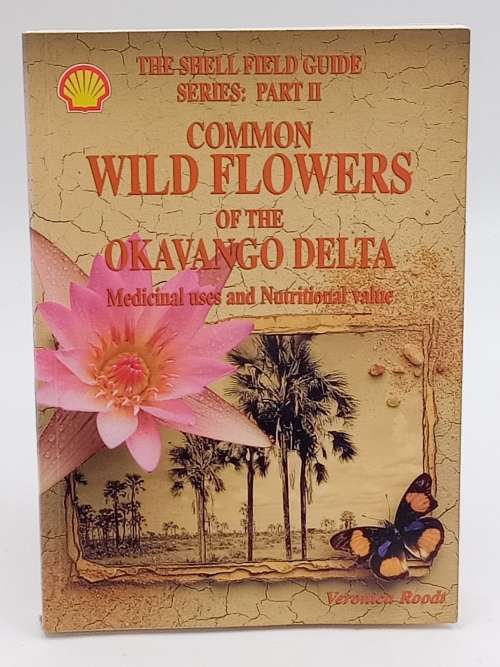 THE SHELL FIELD GUIDE
SERIES: PART II
COMMON
WILD FLOWERS
OF THE
OKAVANGO DELTA
Medicinal uses and Nutritional value
Veronica Roodt